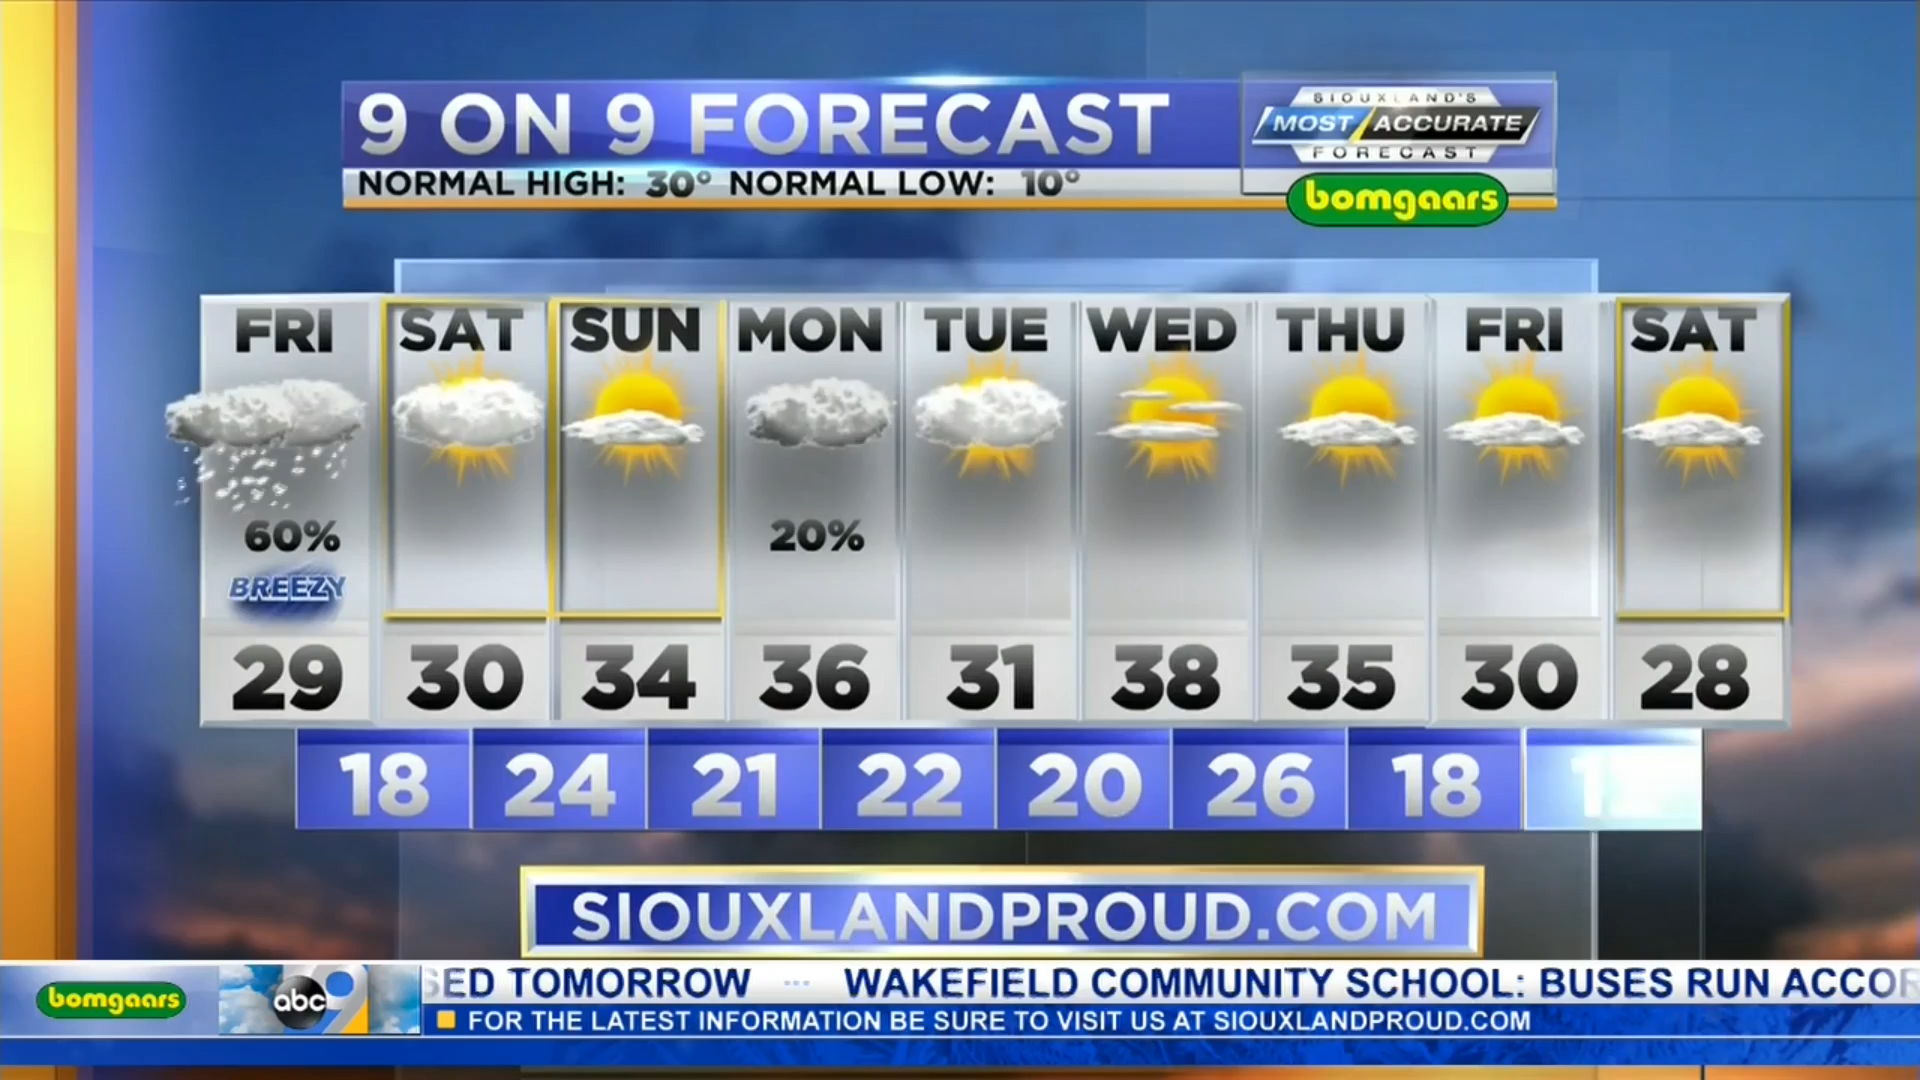 9 ON 9 FORECAST
NORMAL HIGH: 30° NORMAL LOW: 10°
SIOUXLAND'S
MOST ACCURATE
FORECAST
bomgaars
FRI SAT SUN MON TUE WED THU FRI SAT
60% 20%
BREEZY
29 30 34 36 31 38 35 30 28
18 24 21 22 20 26 18
SIOUXLANDPROUD.COM
bomgaars
abc 9
SED TOMORROW ... WAKEFIELD COMMUNITY SCHOOL: BUSES RUN ACCOR
FOR THE LATEST INFORMATION BE SURE TO VISIT US AT SIOUXLANDPROUD.COM